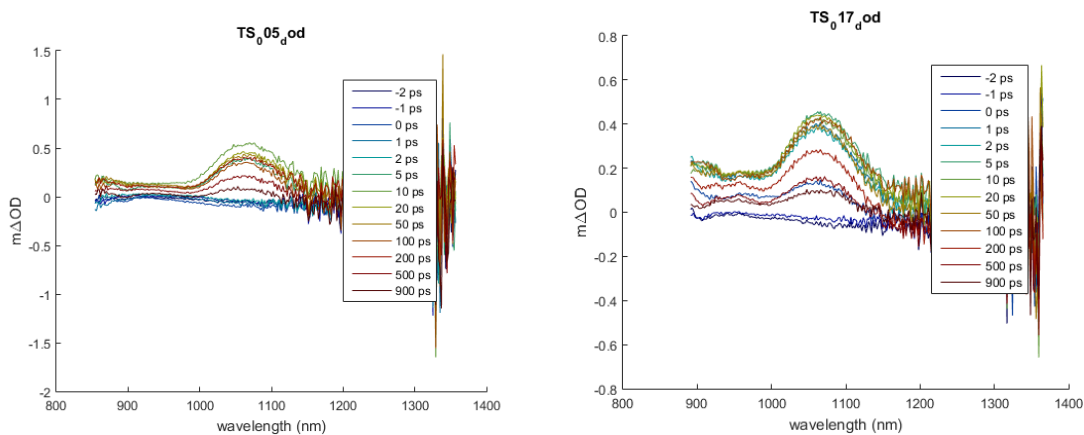 TS₀05_dod
1.5
1
0.5
0
-0.5
-1
-1.5
-2
m∆OD
800
900
1000
1100
1200
1300
1400
wavelength (nm)
-2 ps
-1 ps
0 ps
1 ps
2 ps
5 ps
10 ps
20 ps
50 ps
100 ps
200 ps
500 ps
900 ps
TS₀17_dod
0.8
0.6
0.4
0.2
0
-0.2
-0.4
-0.6
-0.8
m∆OD
800
900
1000
1100
1200
1300
1400
wavelength (nm)
-2 ps
-1 ps
0 ps
1 ps
2 ps
5 ps
10 ps
20 ps
50 ps
100 ps
200 ps
500 ps
900 ps